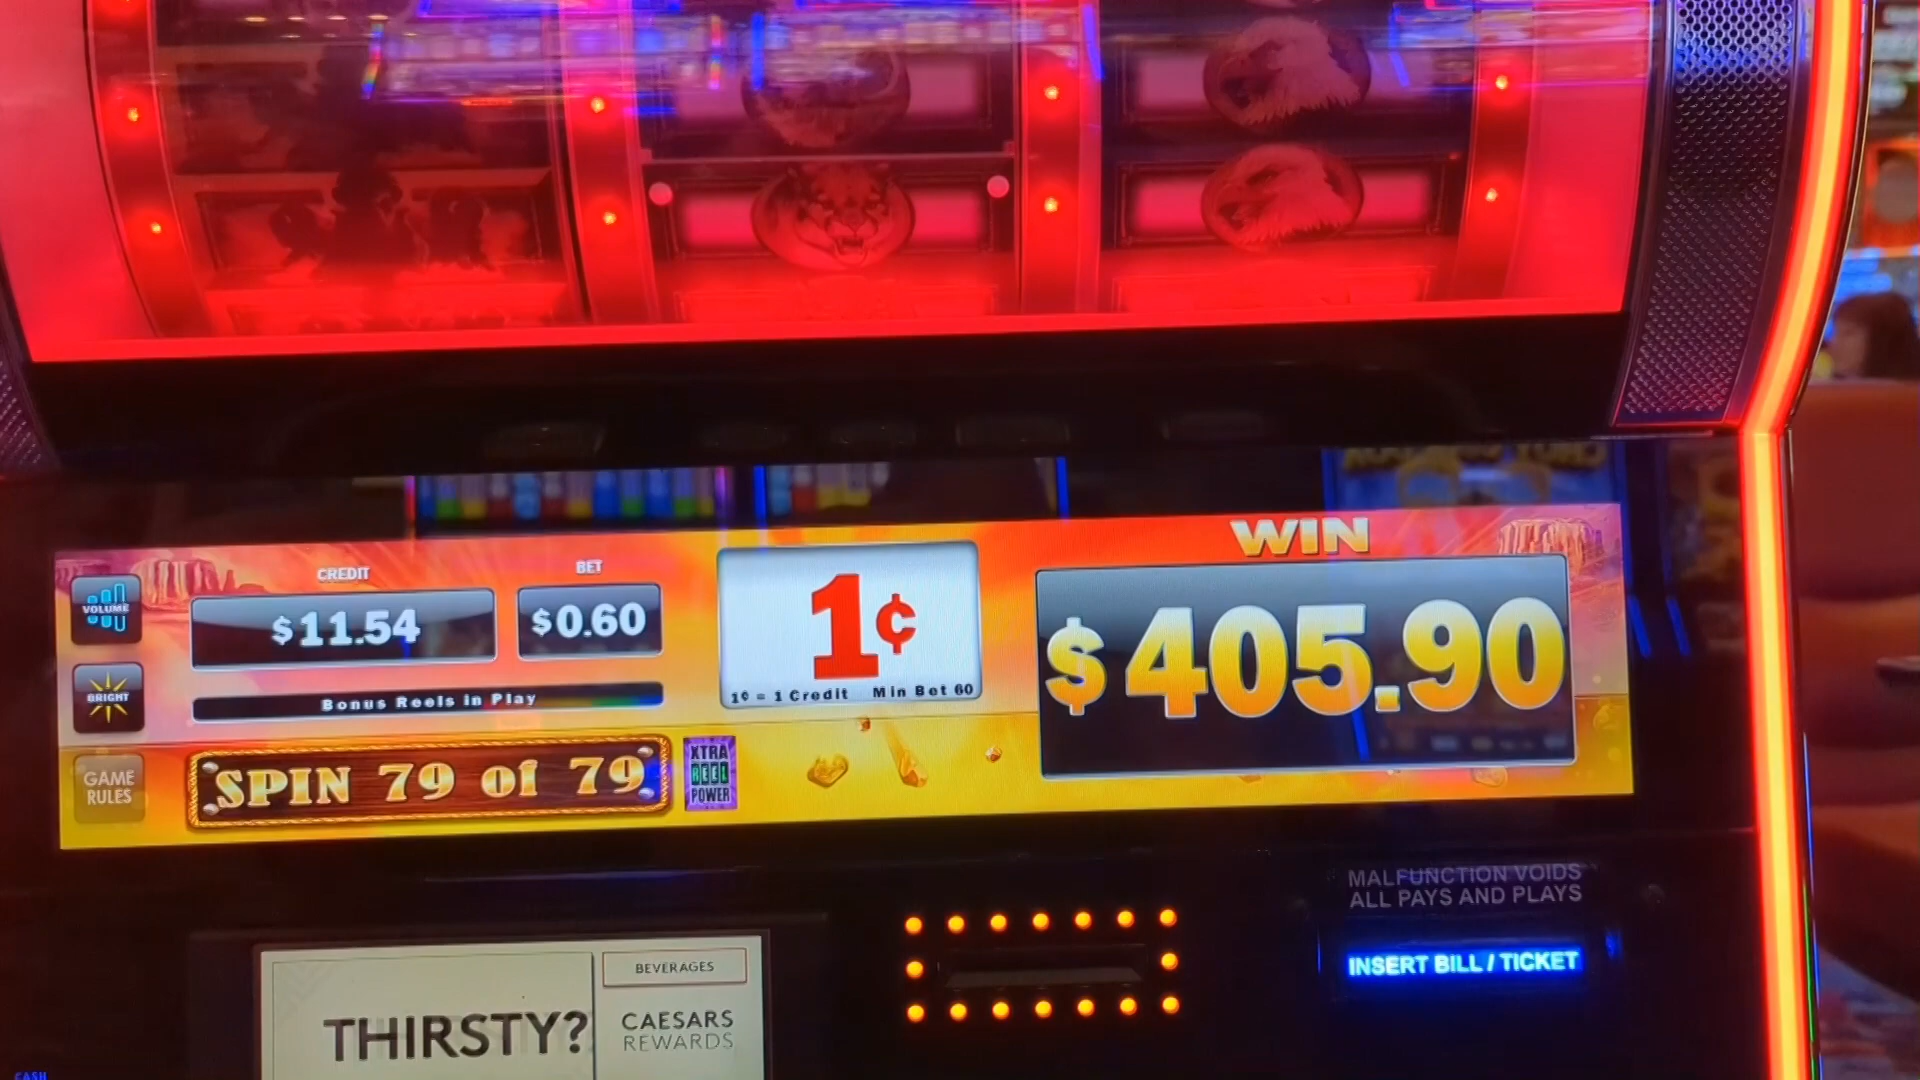 WIN
CREDIT
BET
VOLUME
$11.54
$0.60
1¢
$405.90
BRIGHT
Bonus Reels in Play
1¢ = 1 Credit Min Bet 60
GAME
RULES
SPIN 79 of 79
XTRA
REEL
POWER
MALFUNCTION VOIDS
ALL PAYS AND PLAYS
INSERT BILL / TICKET
BEVERAGES
THIRSTY?
CAESARS
REWARDS
CASH